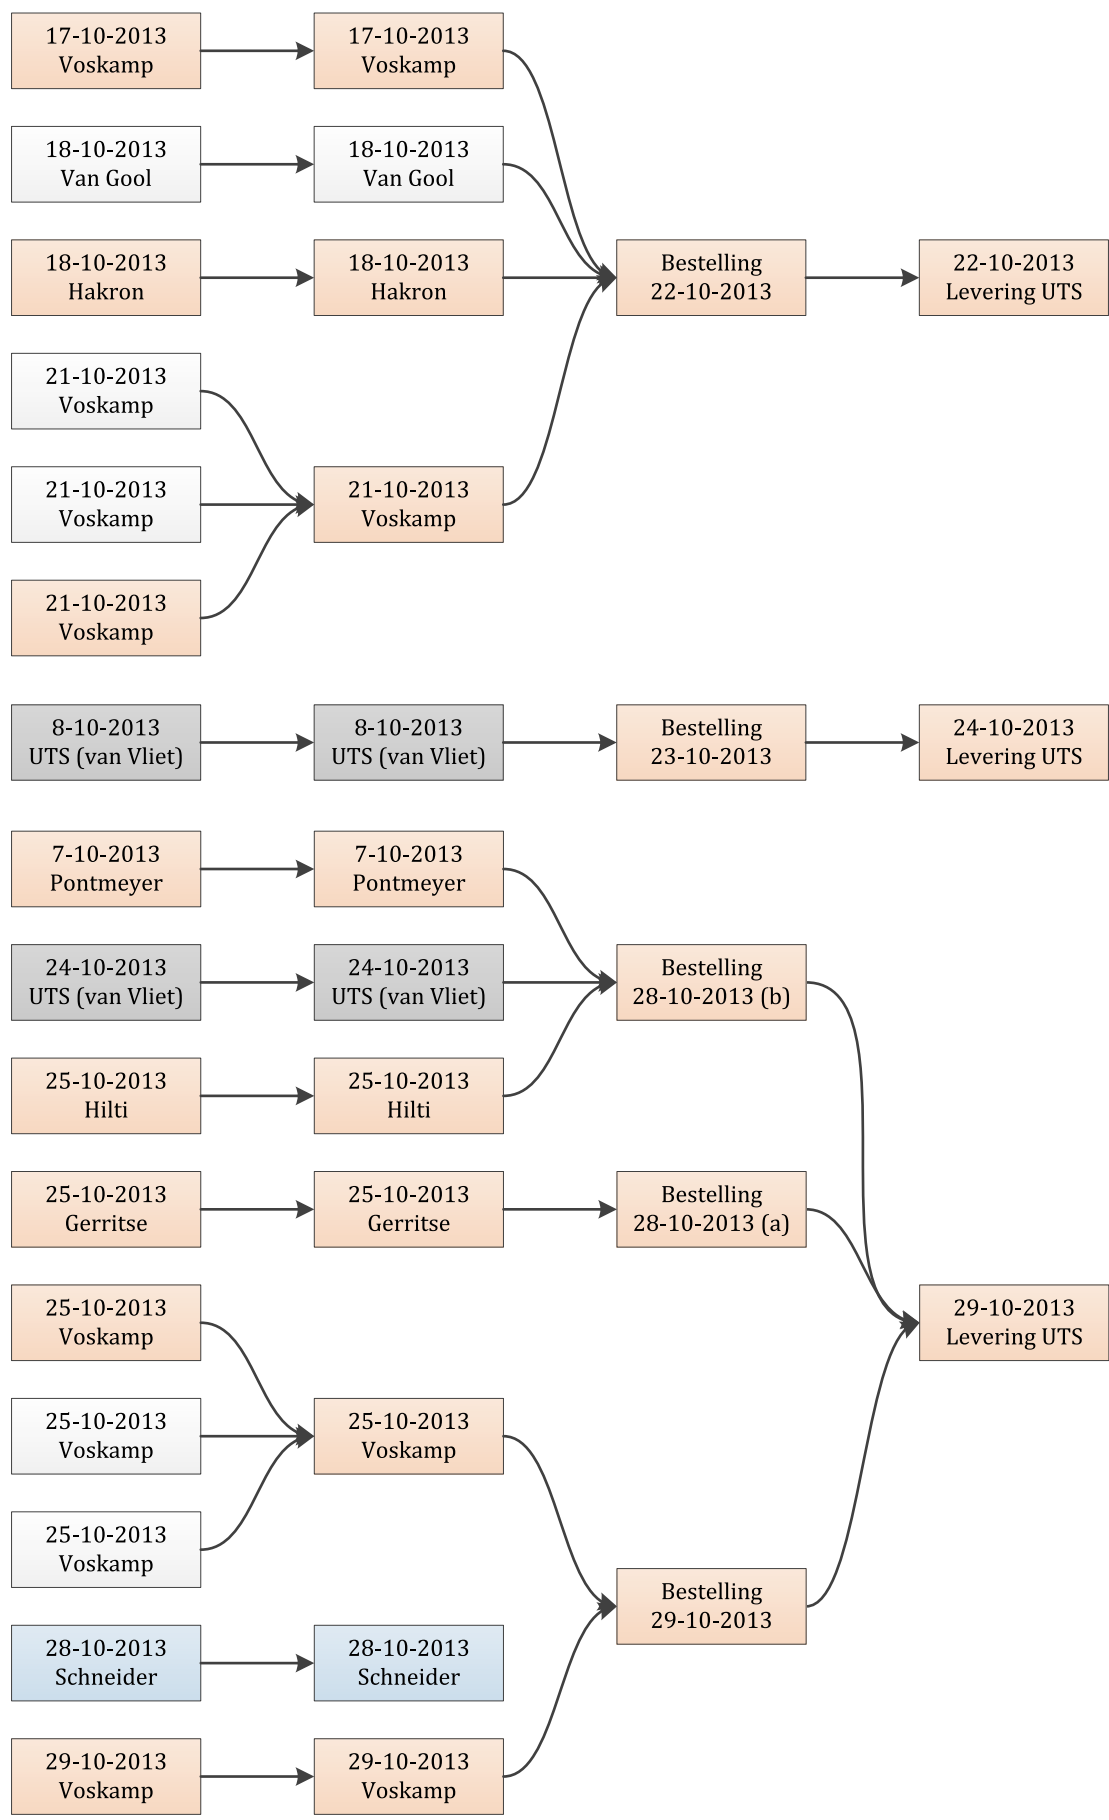 17-10-2013
Voskamp
17-10-2013
Voskamp
18-10-2013
Van Gool
18-10-2013
Van Gool
18-10-2013
Hakron
18-10-2013
Hakron
Bestelling
22-10-2013
22-10-2013
Levering UTS
21-10-2013
Voskamp
21-10-2013
Voskamp
21-10-2013
Voskamp
21-10-2013
Voskamp
8-10-2013
UTS (van Vliet)
8-10-2013
UTS (van Vliet)
Bestelling
23-10-2013
24-10-2013
Levering UTS
7-10-2013
Pontmeyer
7-10-2013
Pontmeyer
24-10-2013
UTS (van Vliet)
24-10-2013
UTS (van Vliet)
Bestelling
28-10-2013 (b)
25-10-2013
Hilti
25-10-2013
Hilti
25-10-2013
Gerritse
25-10-2013
Gerritse
Bestelling
28-10-2013 (a)
25-10-2013
Voskamp
29-10-2013
Levering UTS
25-10-2013
Voskamp
25-10-2013
Voskamp
25-10-2013
Voskamp
Bestelling
29-10-2013
28-10-2013
Schneider
28-10-2013
Schneider
29-10-2013
Voskamp
29-10-2013
Voskamp